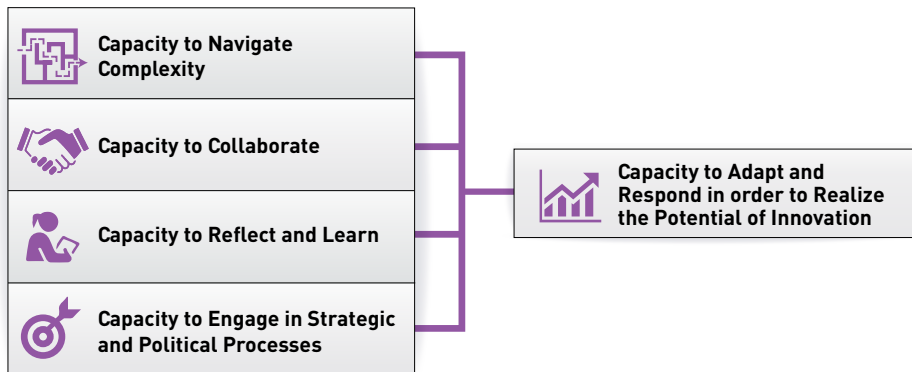 Capacity to Navigate
Complexity
Capacity to Collaborate
Capacity to Reflect and Learn
Capacity to Engage in Strategic
and Political Processes
Capacity to Adapt and
Respond in order to Realize
the Potential of Innovation